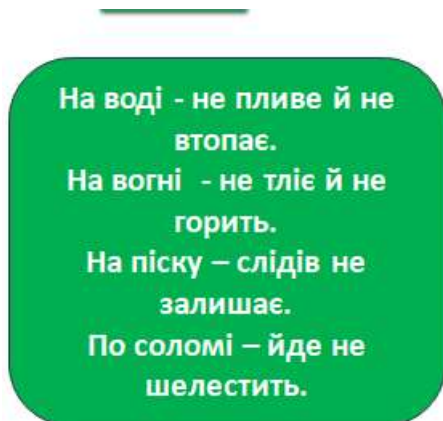 На воді - не пливе й не
втопає.
На вогні  - не тліє й не
горить.
На піску – слідів не
залишає.
По соломі – йде не
шелестить.